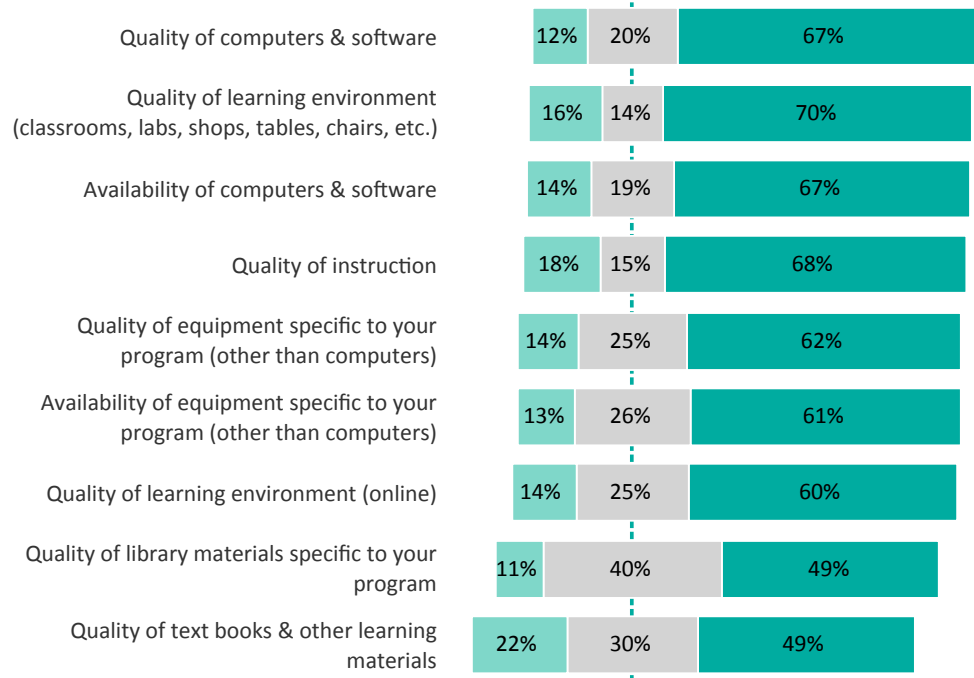 Quality of computers & software 12% 20% 67%
Quality of learning environment
(classrooms, labs, shops, tables, chairs, etc.) 16% 14% 70%
Availability of computers & software 14% 19% 67%
Quality of instruction 18% 15% 68%
Quality of equipment specific to your
program (other than computers) 14% 25% 62%
Availability of equipment specific to your
program (other than computers) 13% 26% 61%
Quality of learning environment (online) 14% 25% 60%
Quality of library materials specific to your
program 11% 40% 49%
Quality of text books & other learning
materials 22% 30% 49%